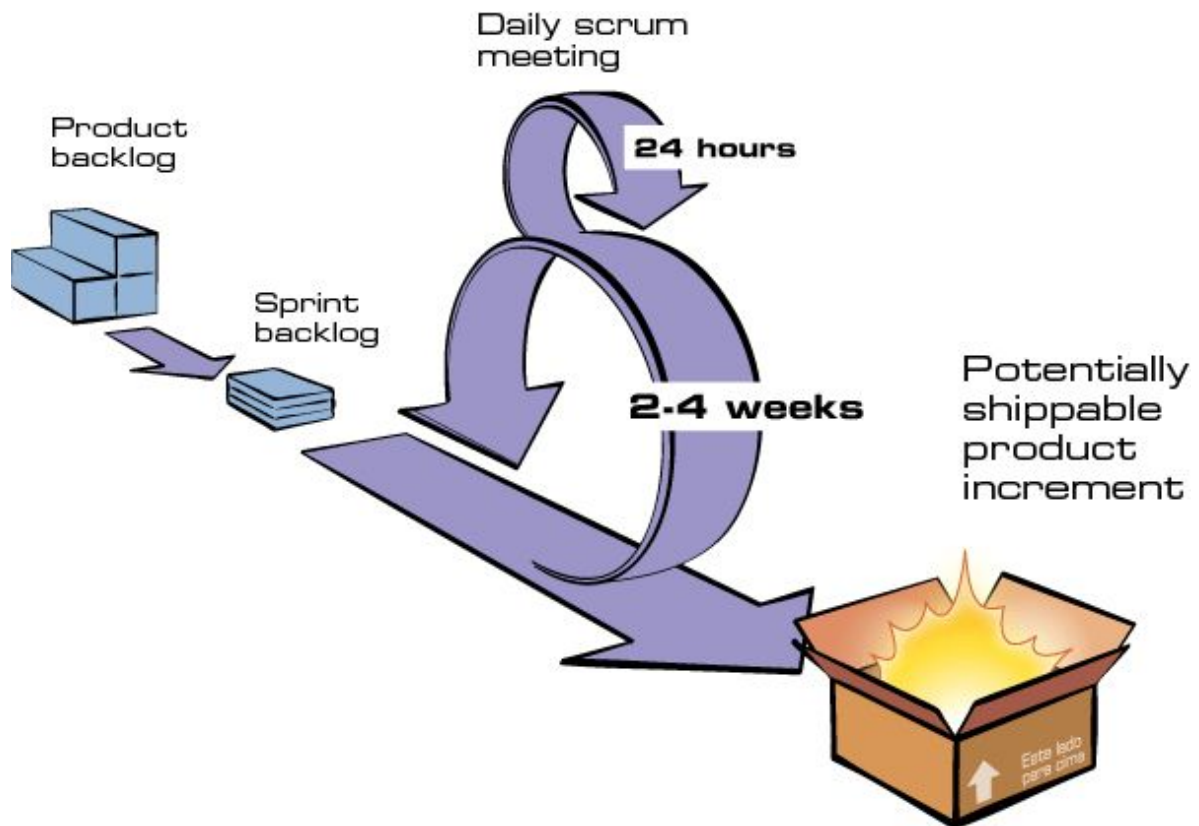 Daily scrum
meeting
24 hours
Product
backlog
Sprint
backlog
2-4 weeks
Potentially
shippable
product
increment
Este lado
para cima